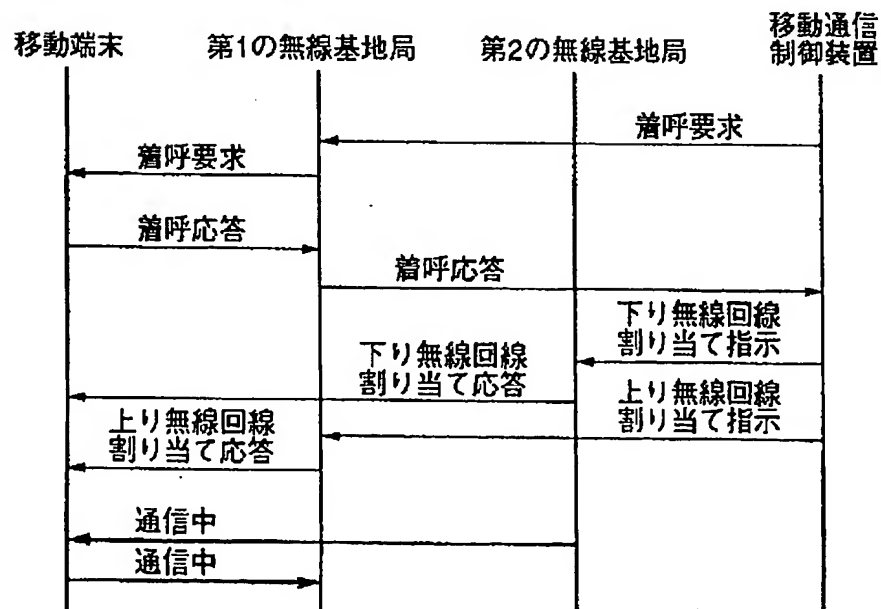 移動端末
第1の無線基地局
第2の無線基地局
移動通信
制御装置
着呼要求
着呼要求
着呼応答
着呼応答
下り無線回線
割り当て指示
下り無線回線
割り当て応答
上り無線回線
割り当て指示
上り無線回線
割り当て応答
通信中
通信中